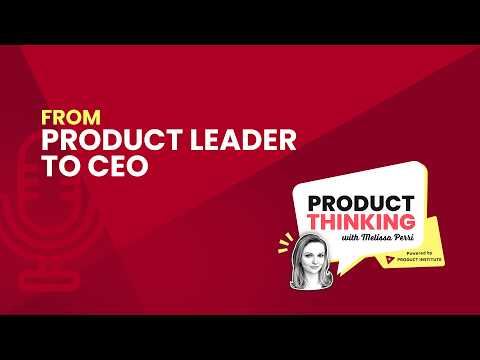 FROM
PRODUCT LEADER
TO CEO
PRODUCT
THINKING
with Melissa Perri
Powered by
PRODUCT INSTITUTE